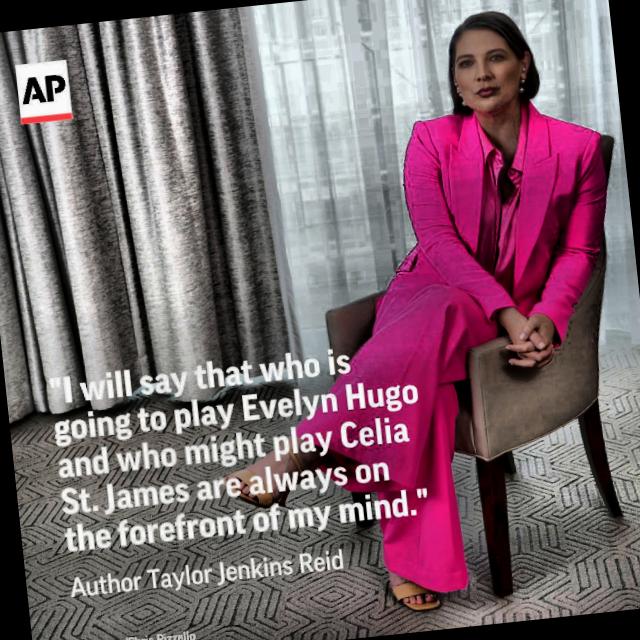 AP
"I will say that who is
going to play Evelyn Hugo
and who might play Celia
St. James are always on
the forefront of my mind."
Author Taylor Jenkins Reid
Pizzello